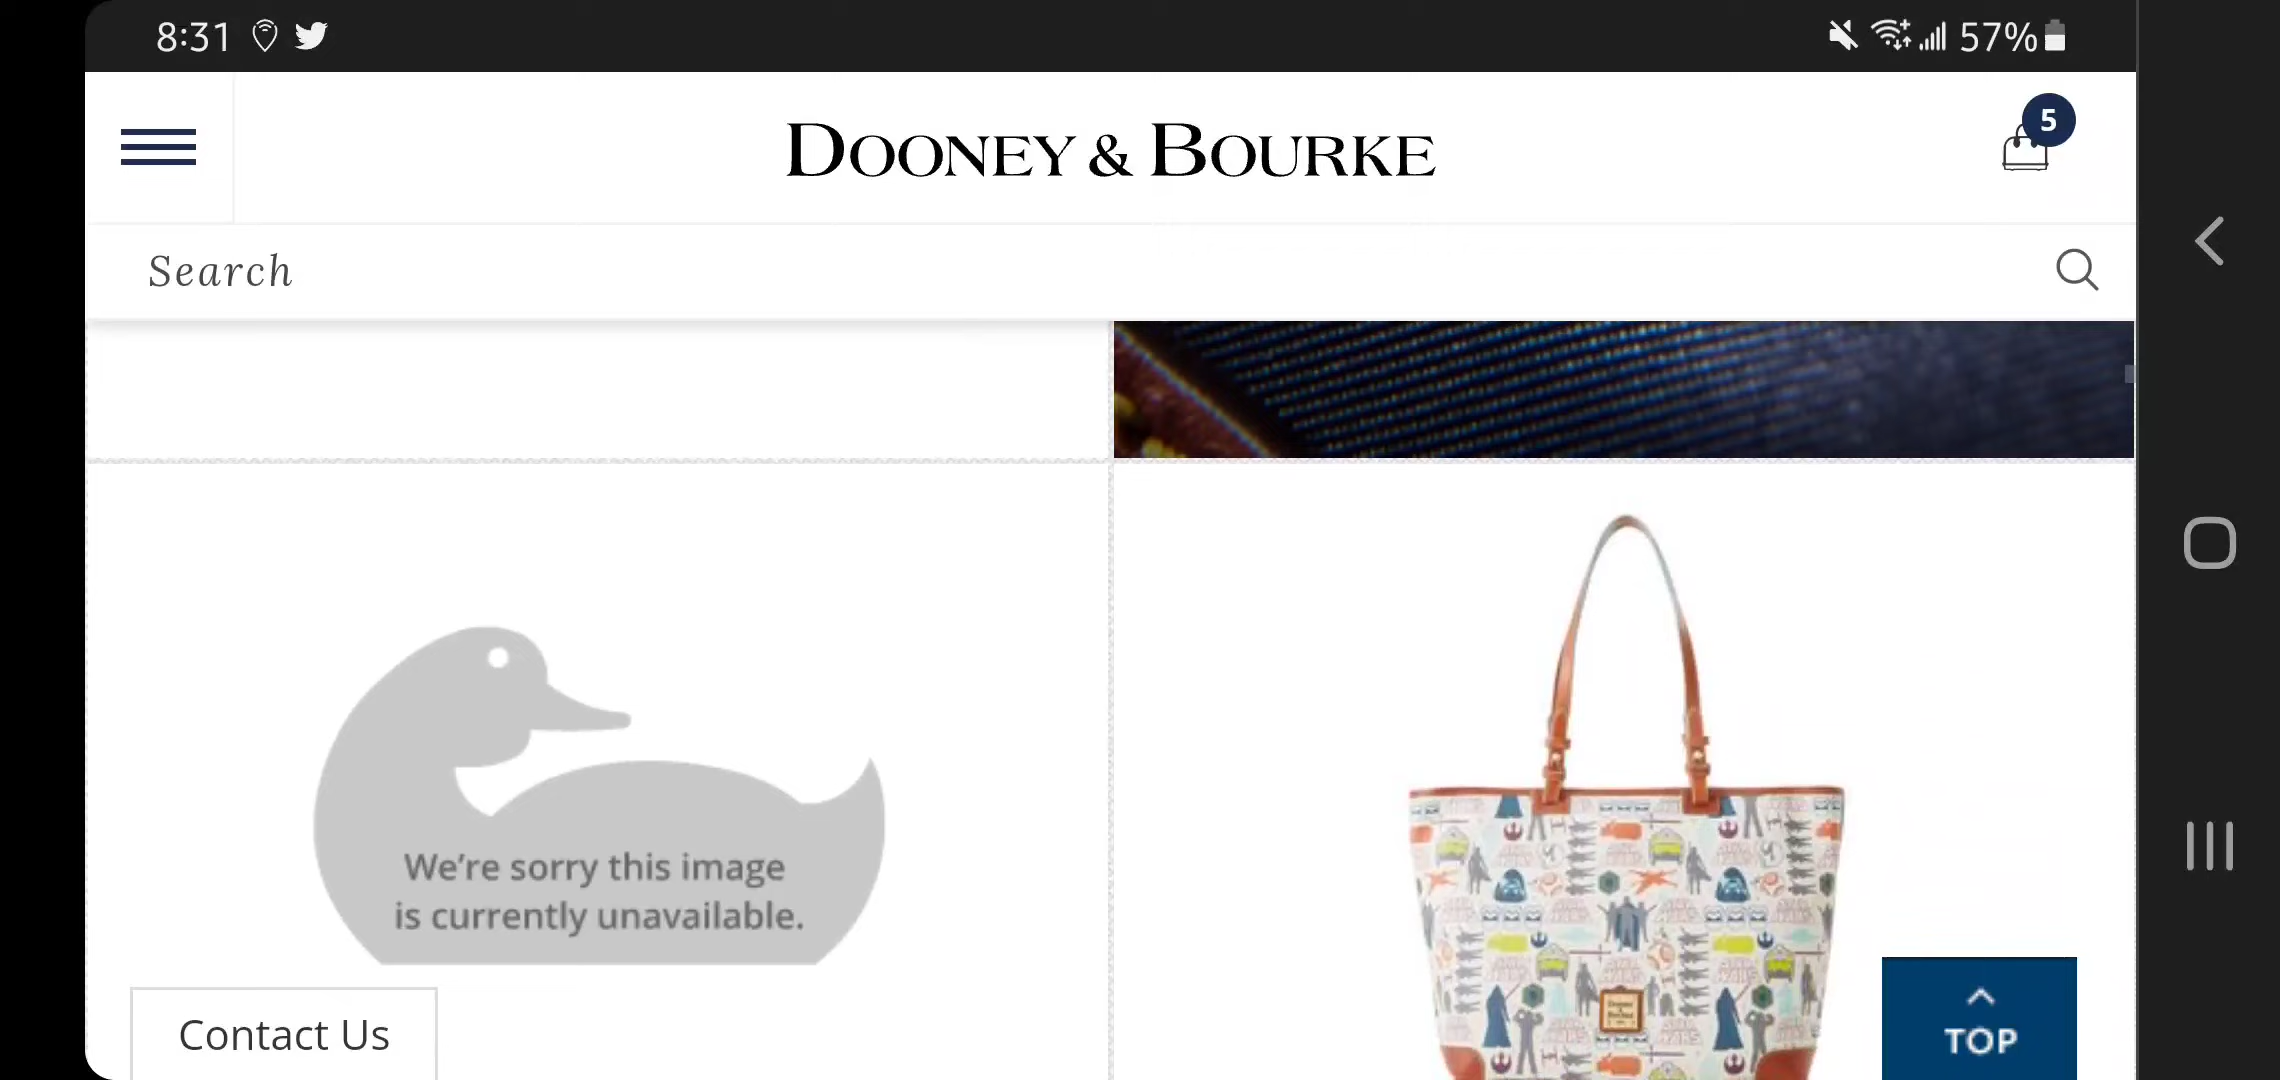 8:31
57%
5
DOONEY & BOURKE
Search
We're sorry this image
is currently unavailable.
Contact Us
TOP